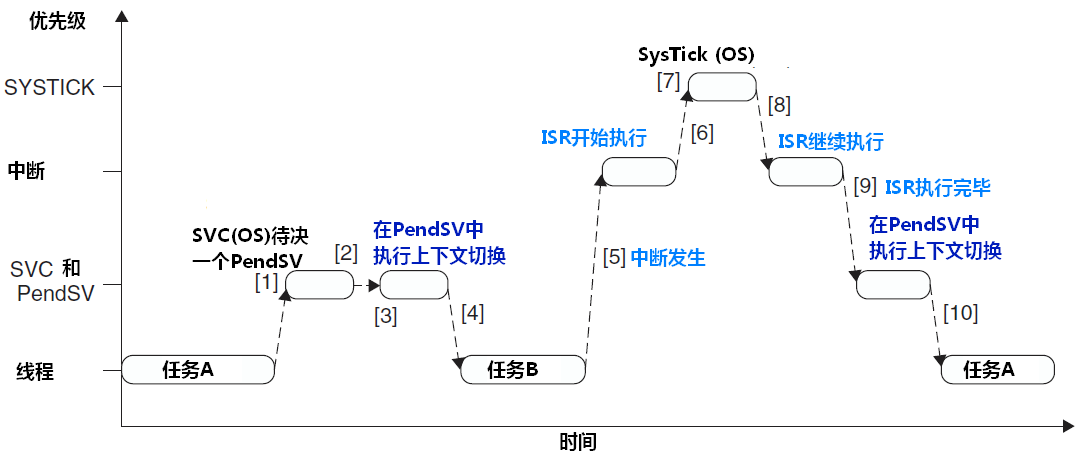 优先级
SysTick (OS)
SYSTICK
[7]
[8]
ISR开始执行
[6]
ISR继续执行
中断
[9] ISR执行完毕
SVC(OS)待决
一个PendSV
[2]
在PendSV中
执行上下文切换
在PendSV中
执行上下文切换
[5] 中断发生
SVC 和
PendSV
[1]
[3]
[4]
[10]
线程
任务A
任务B
任务A
时间